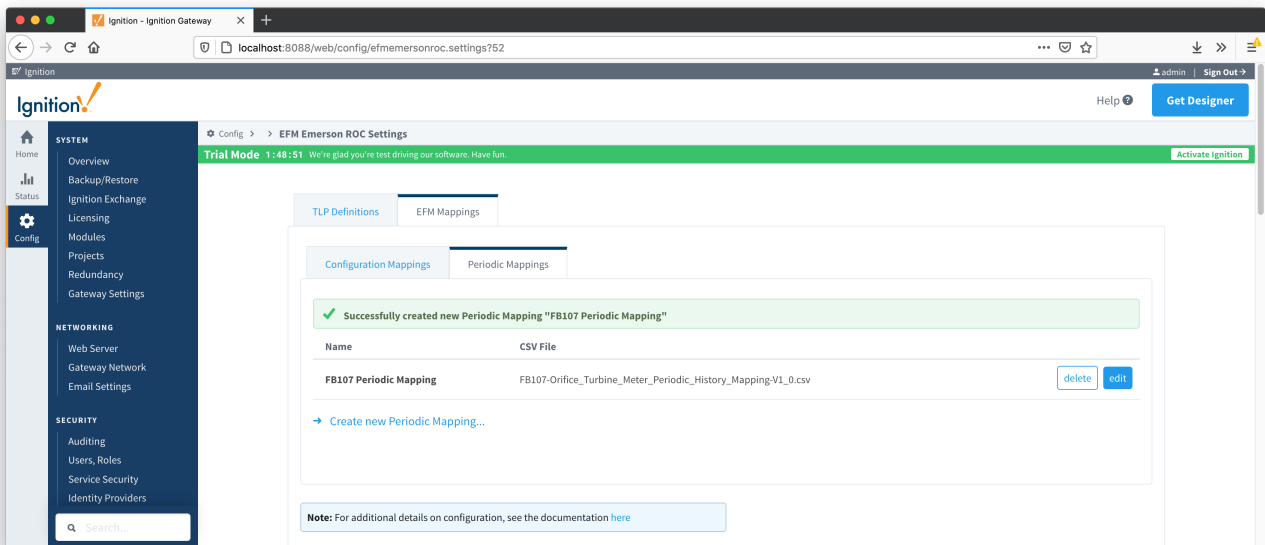 Ignition - Ignition Gateway
localhost:8088/web/config/efmemersonroc.settings?52
Ignition
admin | Sign Out
Ignition!
Help
Get Designer
Home
Status
Config
SYSTEM
Overview
Backup/Restore
Ignition Exchange
Licensing
Modules
Projects
Redundancy
Gateway Settings
NETWORKING
Web Server
Gateway Network
Email Settings
SECURITY
Auditing
Users, Roles
Service Security
Identity Providers
Search...
Config > > EFM Emerson ROC Settings
Trial Mode 1:48:51 We're glad you're test driving our software. Have fun.
Activate Ignition
TLP Definitions
EFM Mappings
Configuration Mappings
Periodic Mappings
Successfully created new Periodic Mapping "FB107 Periodic Mapping"
Name CSV File
FB107 Periodic Mapping FB107-Orifice_Turbine_Meter_Periodic_History_Mapping-V1_0.csv delete edit
→ Create new Periodic Mapping...
Note: For additional details on configuration, see the documentation here